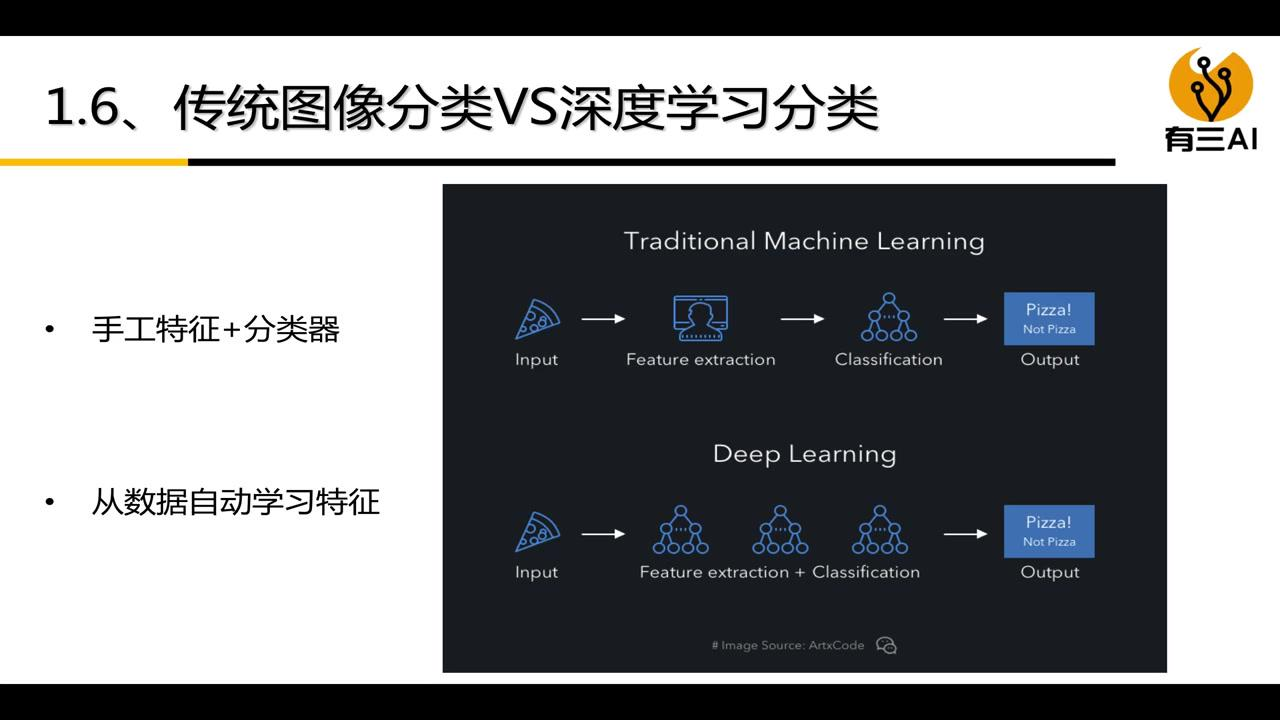 1.6、传统图像分类VS深度学习分类
有三AI
• 手工特征+分类器
• 从数据自动学习特征
Traditional Machine Learning
Input
Feature extraction
Classification
Pizza!
Not Pizza
Output
Deep Learning
Input
Feature extraction + Classification
Pizza!
Not Pizza
Output
# Image Source: ArtxCode